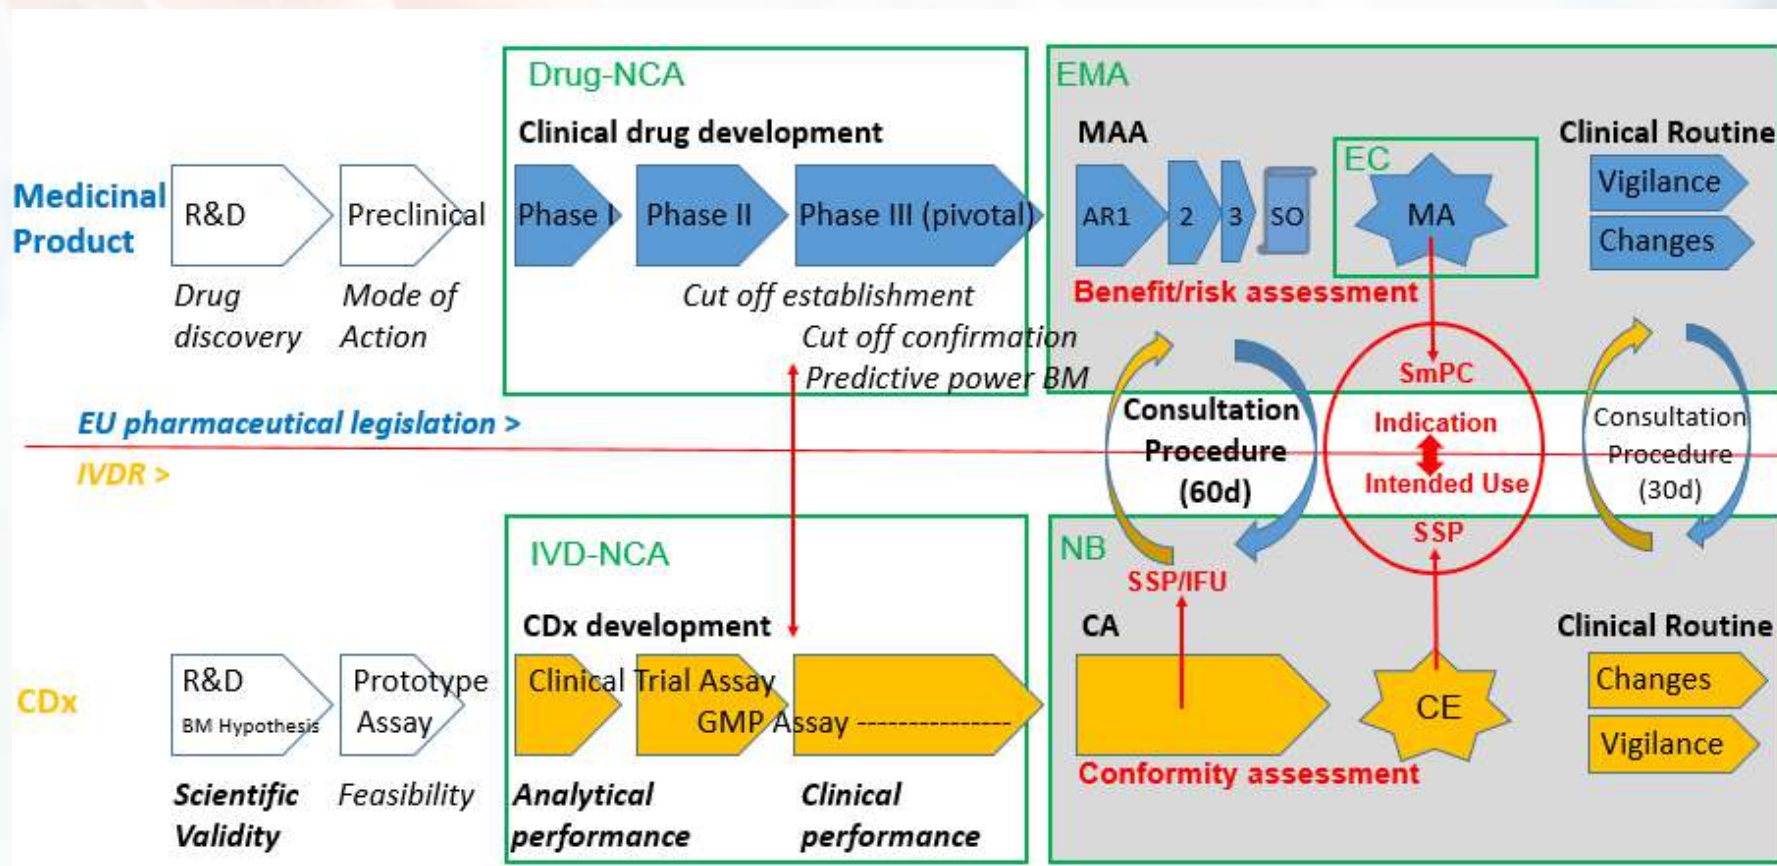 Drug-NCA
EMA
Clinical drug development
MAA
Clinical Routine
EC
Medicinal
Product
R&D
Preclinical
Phase I
Phase II
Phase III (pivotal)
AR1
2
3
SO
MA
Vigilance
Changes
Drug
discovery
Mode of
Action
Cut off establishment
Cut off confirmation
Predictive power BM
Benefit/risk assessment
SmPC
EU pharmaceutical legislation >
IVDR >
Consultation
Procedure
(60d)
Indication
Intended Use
SSP
Consultation
Procedure
(30d)
IVD-NCA
NB
SSP/IFU
CDx development
CA
Clinical Routine
CDx
R&D
BM Hypothesis
Prototype
Assay
Clinical Trial Assay
GMP Assay ---------------
CE
Changes
Vigilance
Conformity assessment
Scientific
Validity
Feasibility
Analytical
performance
Clinical
performance